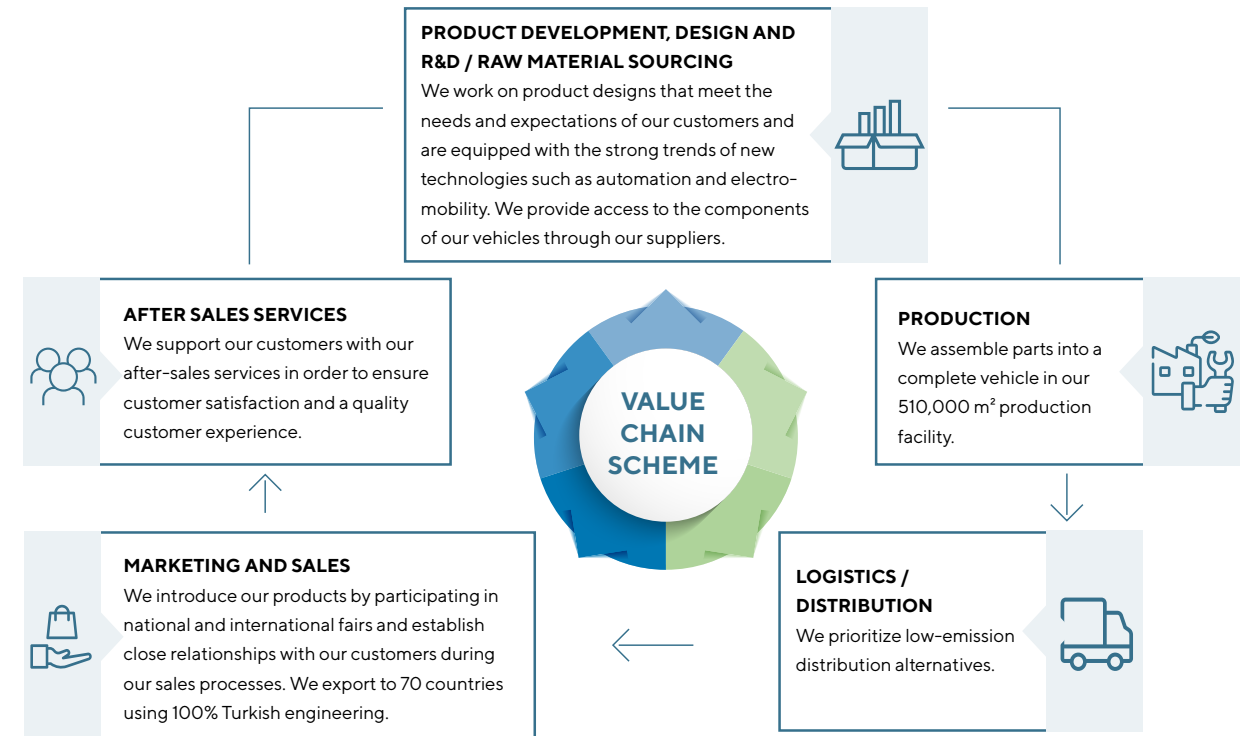 PRODUCT DEVELOPMENT, DESIGN AND
R&D / RAW MATERIAL SOURCING
We work on product designs that meet the
needs and expectations of our customers and
are equipped with the strong trends of new
technologies such as automation and electro-
mobility. We provide access to the components
of our vehicles through our suppliers.
AFTER SALES SERVICES
We support our customers with our
after-sales services in order to ensure
customer satisfaction and a quality
customer experience.
VALUE
CHAIN
SCHEME
PRODUCTION
We assemble parts into a
complete vehicle in our
510,000 m² production
facility.
MARKETING AND SALES
We introduce our products by participating in
national and international fairs and establish
close relationships with our customers during
our sales processes. We export to 70 countries
using 100% Turkish engineering.
LOGISTICS /
DISTRIBUTION
We prioritize low-emission
distribution alternatives.